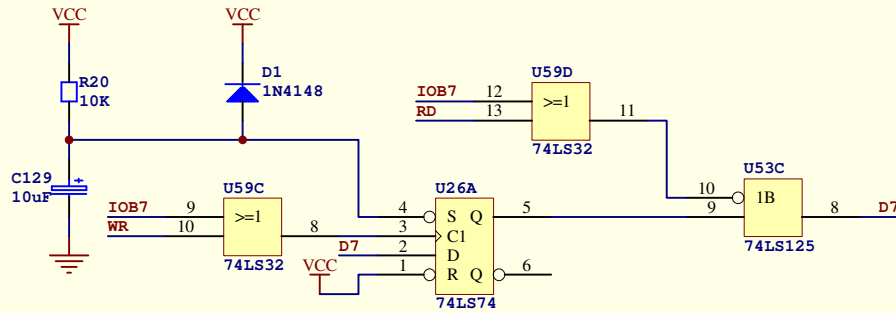 VCC
VCC
R20
10K
D1
1N4148
C129
10uF
+
U59C
IOB7
9
WR
10
>=1
8
74LS32
U26A
4
S
Q
5
3
C1
D7
2
D
VCC
1
R
Q
6
74LS74
U59D
IOB7
12
RD
13
>=1
11
74LS32
U53C
10
1B
9
8
D7
74LS125